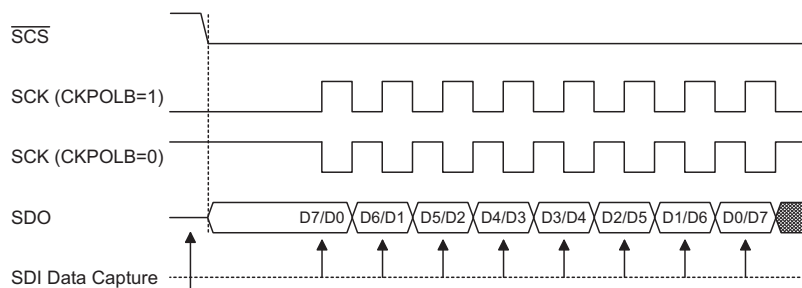 SCS
SCK (CKPOLB=1)
SCK (CKPOLB=0)
SDO D7/D0 D6/D1 D5/D2 D4/D3 D3/D4 D2/D5 D1/D6 D0/D7
SDI Data Capture